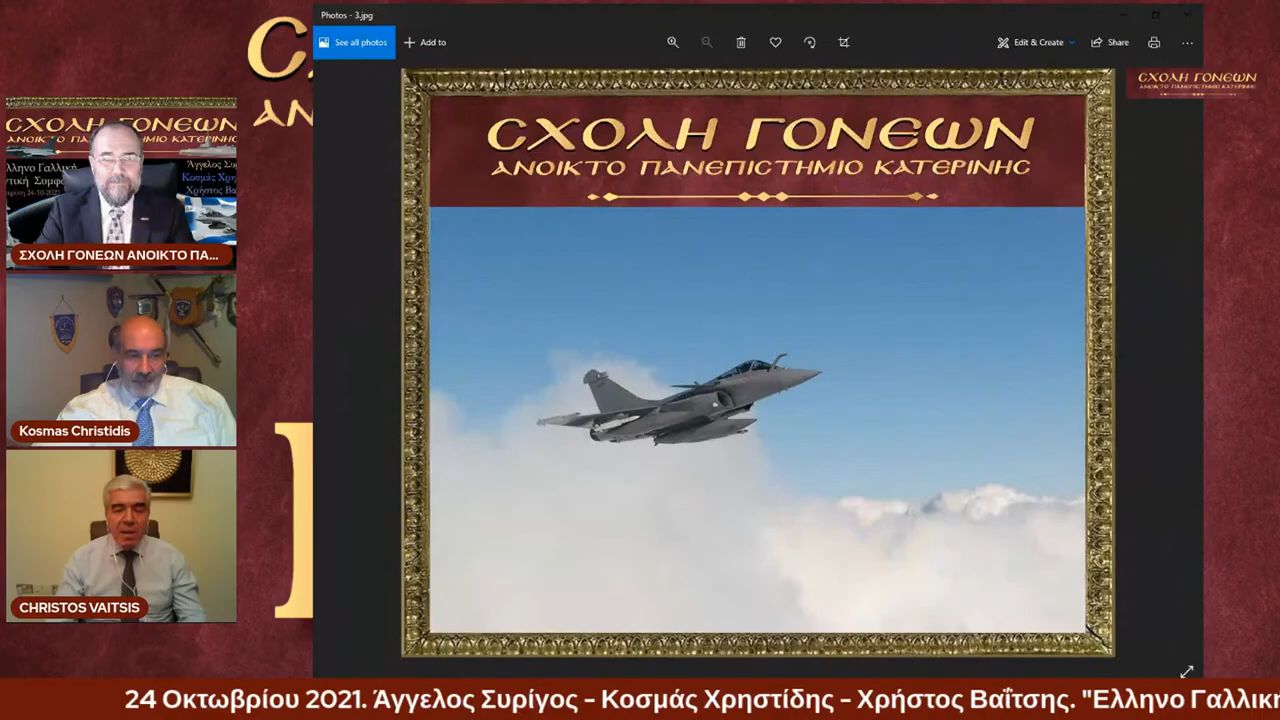 Photos - 3.jpg
See all photos
Add to
Edit & Create
Share
ΣΧΟΛΗ ΓΟΝΕΩΝ
ΑΝΟΙΚΤΟ ΠΑΝΕΠΙΣΤΗΜΙΟ ΚΑΤΕΡΙΝΗΣ
ΣΧΟΛΗ ΓΟΝΕΩΝ
ΑΝΟΙΚΤΟ ΠΑΝΕΠΙΣΤΗΜΙΟ ΚΑΤΕΡΙΝΗΣ
ΣΧΟΛΗ ΓΟΝΕΩΝ
ΣΧΟΛΗ ΓΟΝΕΩΝ ΑΝΟΙΚΤΟ ΠΑ...
Kosmas Christidis
CHRISTOS VAITSIS
24 Οκτωβρίου 2021. Άγγελος Συρίγος - Κοσμάς Χρηστίδης - Χρήστος Βαΐτσης. "Ελληνο Γαλλική